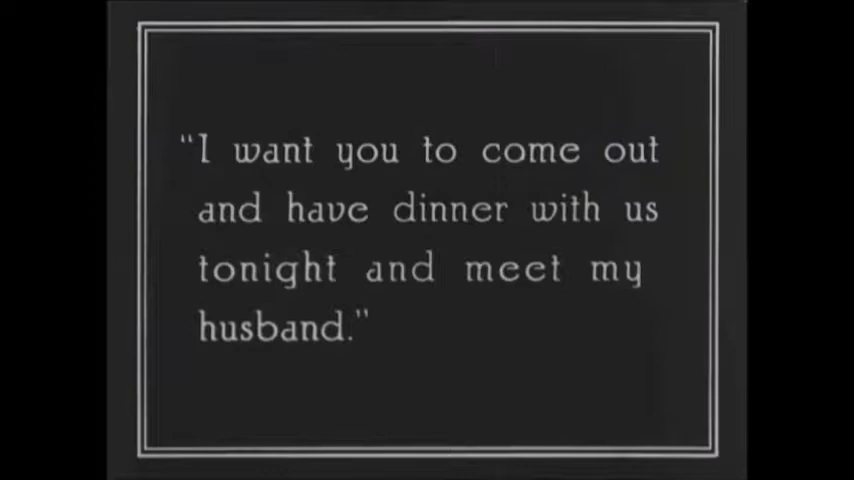 "I want you to come out
and have dinner with us
tonight and meet my
husband."